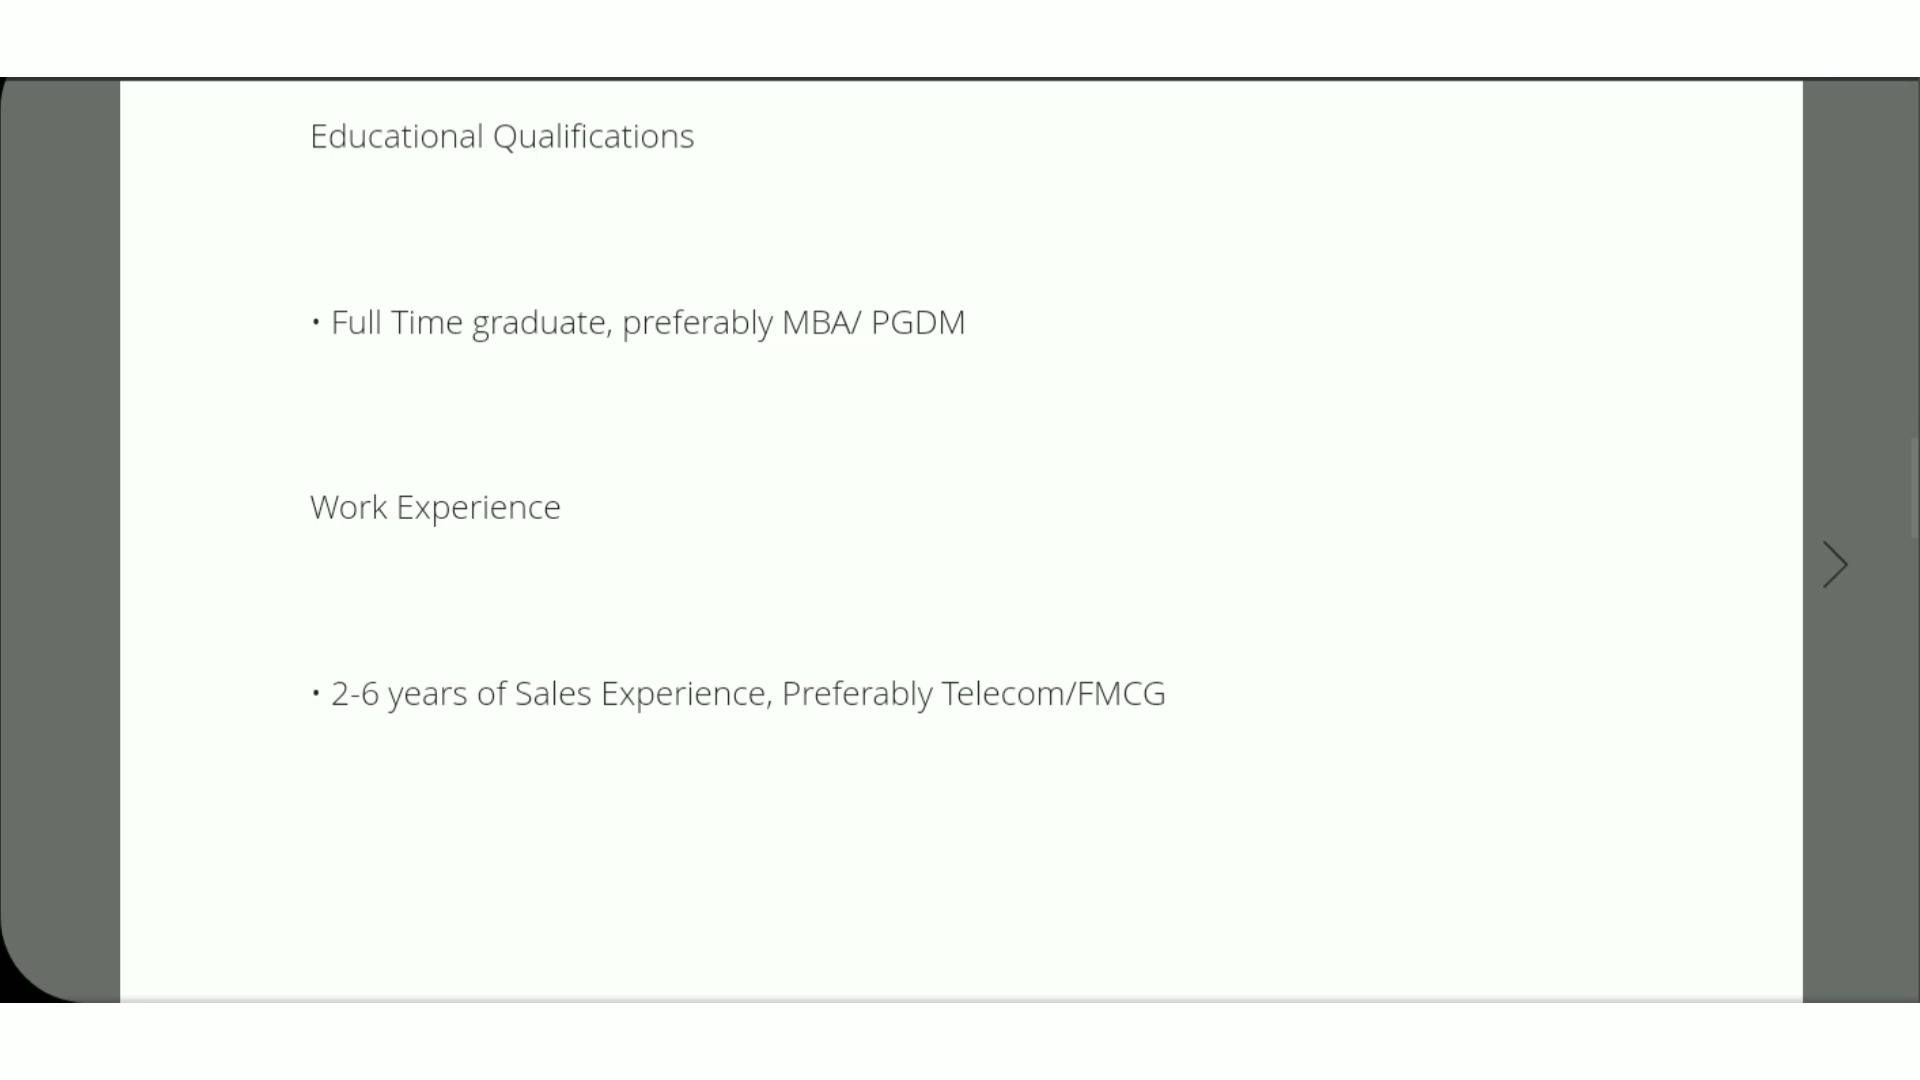 Educational Qualifications
• Full Time graduate, preferably MBA/ PGDM
Work Experience
• 2-6 years of Sales Experience, Preferably Telecom/FMCG